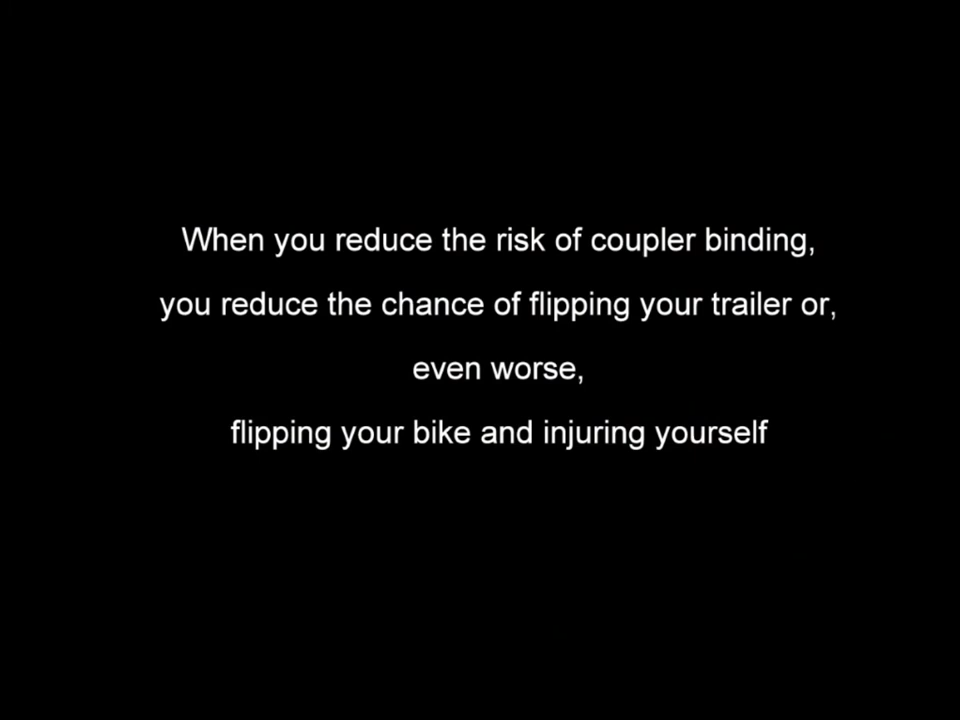 When you reduce the risk of coupler binding,
you reduce the chance of flipping your trailer or,
even worse,
flipping your bike and injuring yourself